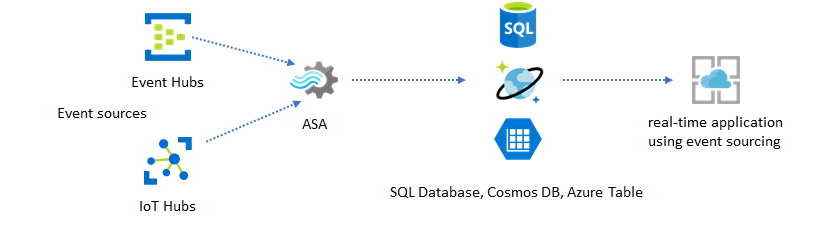 SQL
Event Hubs
Event sources
ASA
real-time application
using event sourcing
SQL Database, Cosmos DB, Azure Table
IoT Hubs